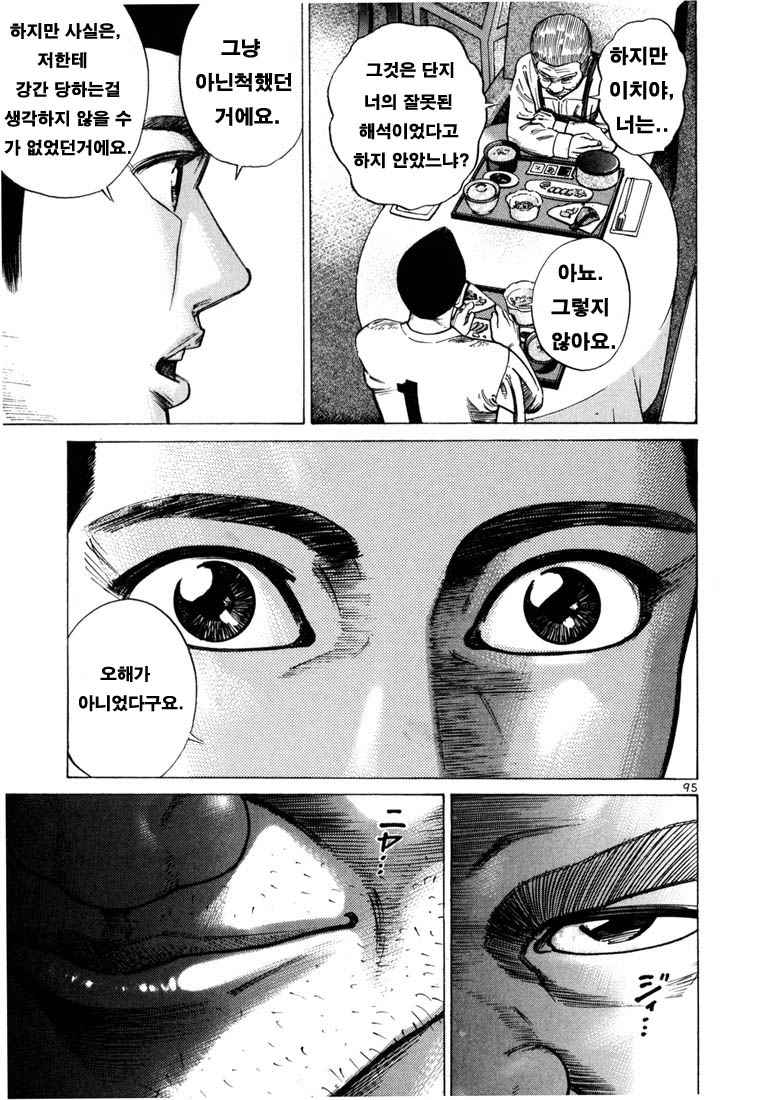 하지만
이치야,
너는..
그것은 단지
너의 잘못된
해석이었다고
하지 안았느냐?
아뇨.
그렇지
않아요.
그냥
아닌척했던
거에요.
하지만 사실은,
저한테
강간 당하는걸
생각하지 않을 수
가 없었던거에요.
오해가
아니었다구요.
95
ジィ…
ニヤ…